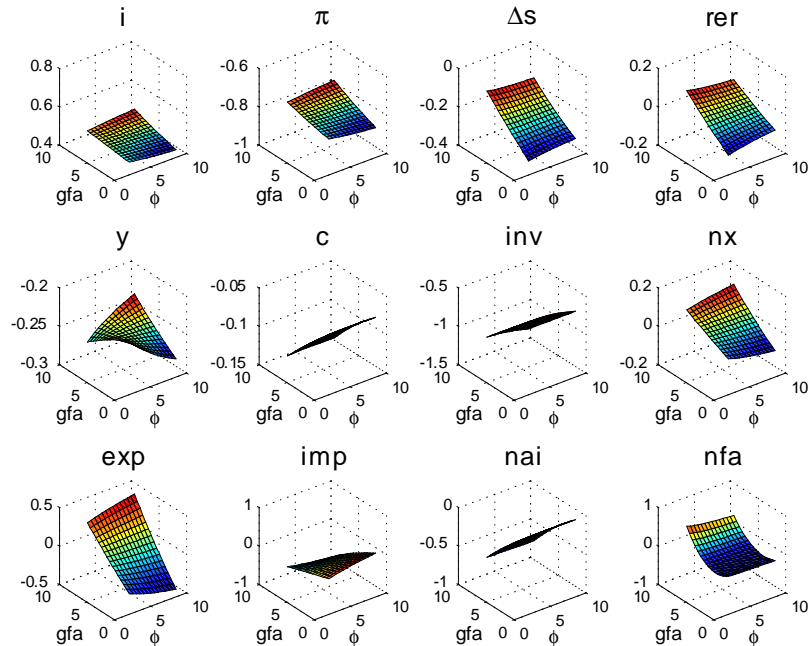 i π Δs rer
0.8 -0.6 0 0.2
0.6 -0.8 -0.2 0
0.4 -1 -0.4 -0.2
10 10 10 10 10 10 10 10
5 5 5 5 5 5 5 5
gfa 0 0 ϕ gfa 0 0 ϕ gfa 0 0 ϕ gfa 0 0 ϕ
y c inv nx
-0.2 -0.05 -0.5 0.2
-0.25 -0.1 -1 0
-0.3 -0.15 -1.5 -0.2
10 10 10 10 10 10 10 10
5 5 5 5 5 5 5 5
gfa 0 0 ϕ gfa 0 0 ϕ gfa 0 0 ϕ gfa 0 0 ϕ
exp imp nai nfa
0.5 1 0 1
0 0 -0.5 0
-0.5 -1 -1 -1
10 10 10 10 10 10 10 10
5 5 5 5 5 5 5 5
gfa 0 0 ϕ gfa 0 0 ϕ gfa 0 0 ϕ gfa 0 0 ϕ